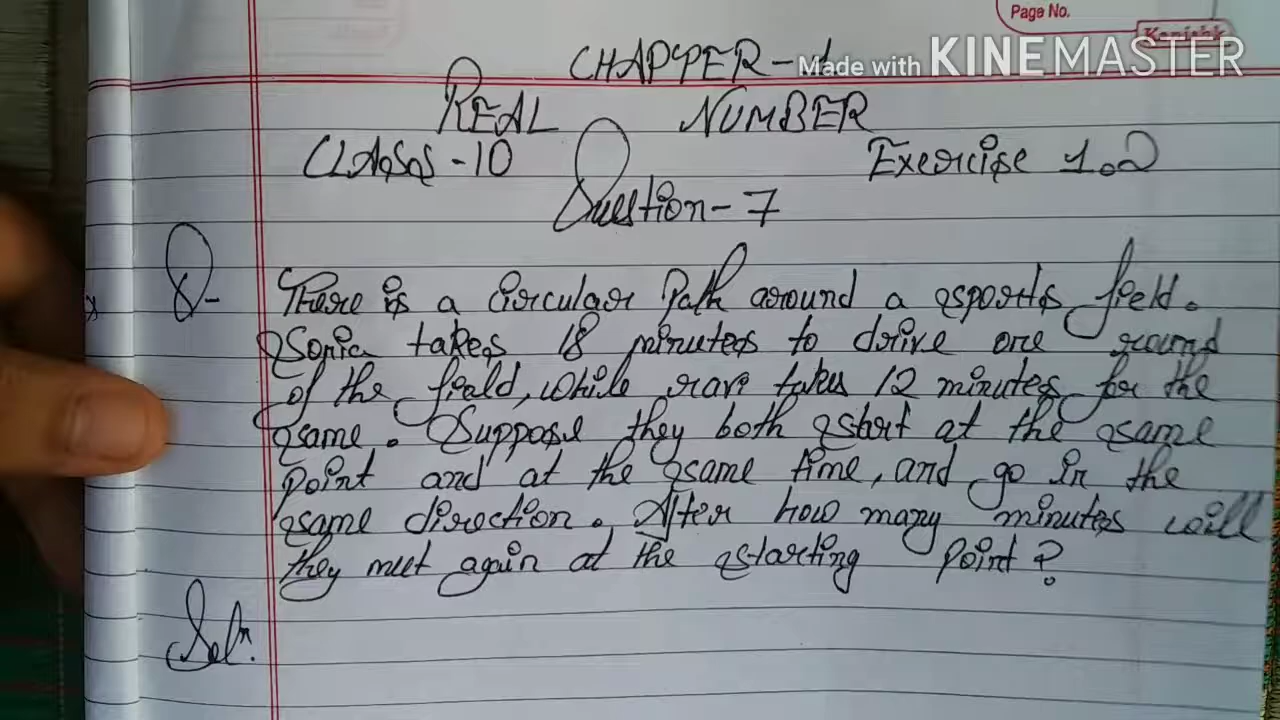 Page No.
Kanishk
CHAPTER-1
Made with KINEMASTER
REAL NUMBER
CLASS-10 Exercise 1.2
Question-7
Q- There is a circular path around a sports field.
Sonia takes 18 minutes to drive one round
of the field, while ravi takes 12 minutes for the
same. Suppose they both start at the same
point and at the same time, and go in the
same direction. After how many minutes will
they meet again at the starting point?
Solⁿ.